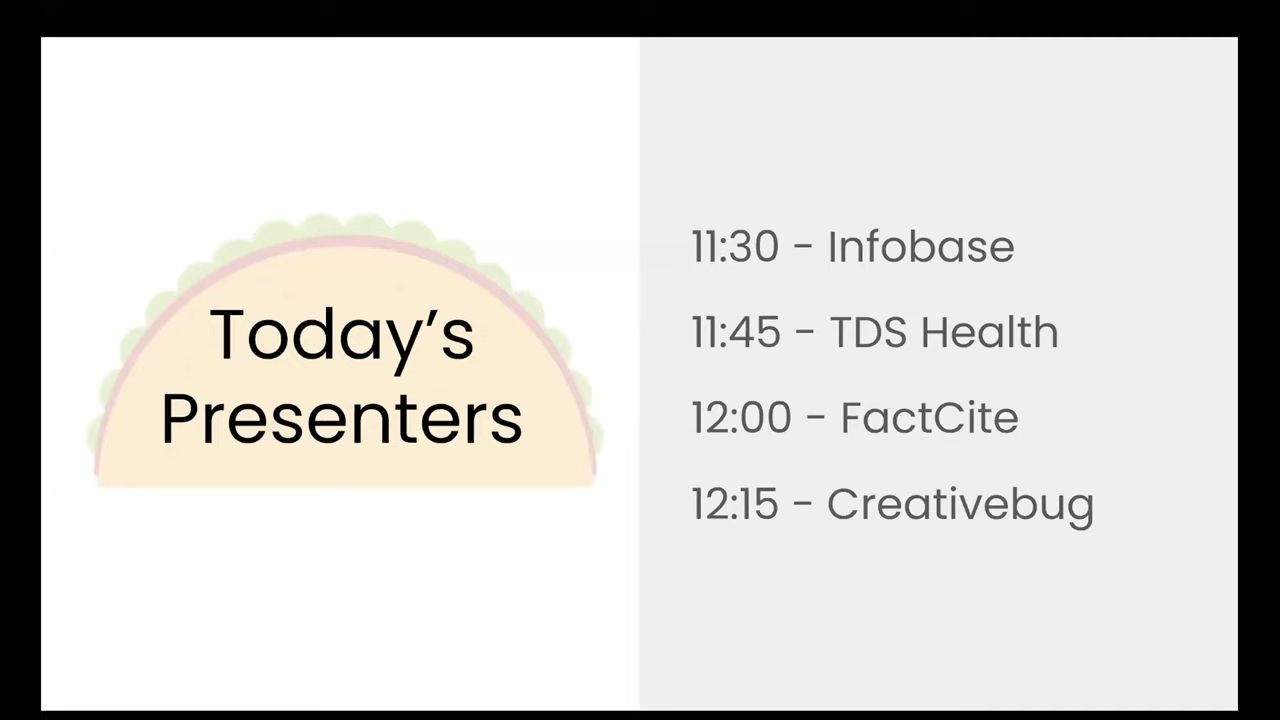 Today’s
Presenters
11:30 - Infobase
11:45 - TDS Health
12:00 - FactCite
12:15 - Creativebug